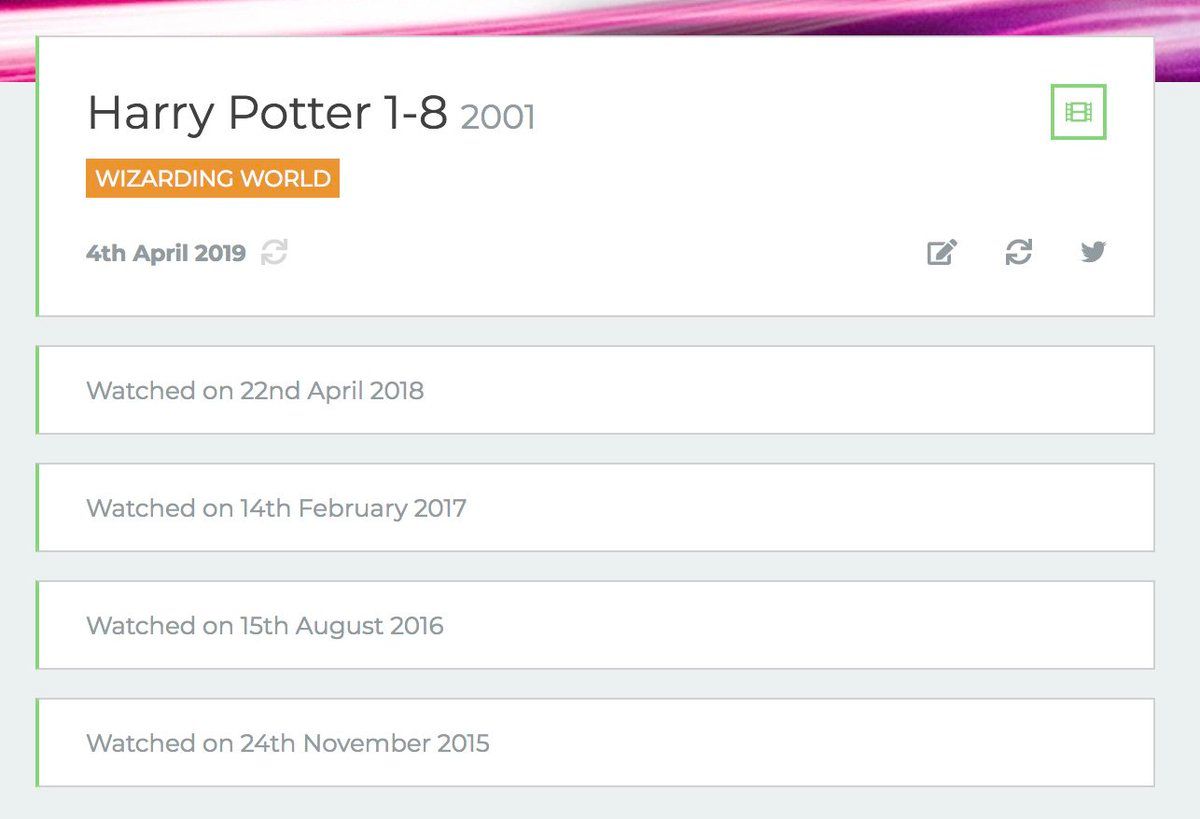 Harry Potter 1-8 2001
WIZARDING WORLD
4th April 2019
Watched on 22nd April 2018
Watched on 14th February 2017
Watched on 15th August 2016
Watched on 24th November 2015